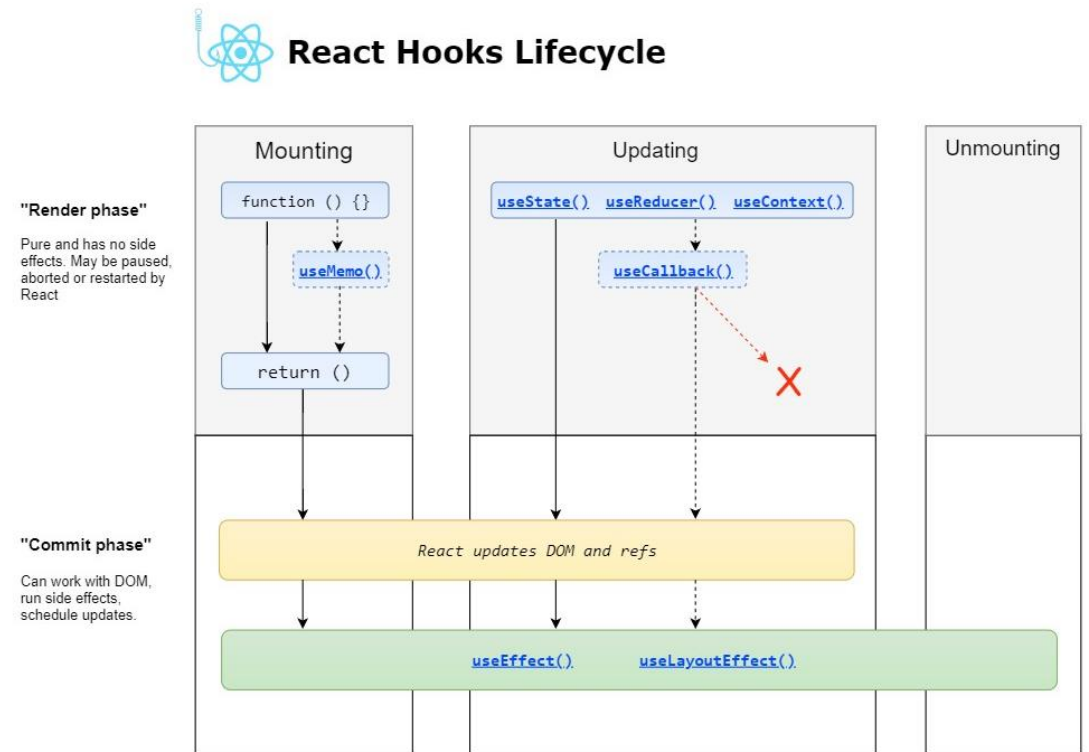 React Hooks Lifecycle
Mounting
Updating
Unmounting
"Render phase"
Pure and has no side
effects. May be paused,
aborted or restarted by
React
function () {}
useMemo()
return ()
useState() useReducer() useContext()
useCallback()
"Commit phase"
Can work with DOM,
run side effects,
schedule updates.
React updates DOM and refs
useEffect() useLayoutEffect()